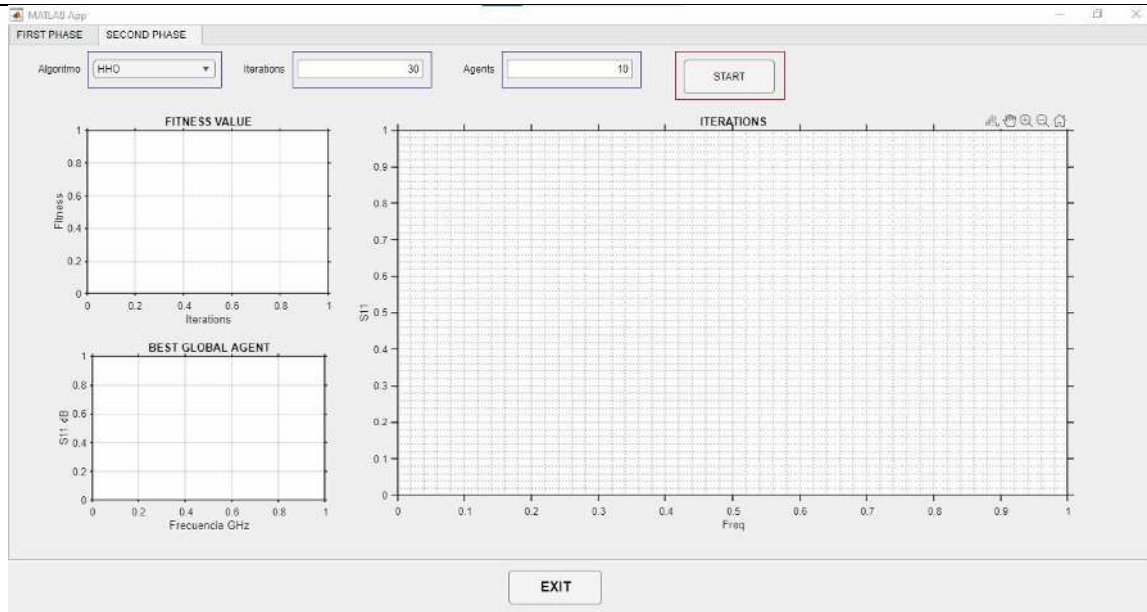 MATLAB App
FIRST PHASE
SECOND PHASE
Algoritmo
HHO
Iterations
30
Agents
10
START
FITNESS VALUE
1
0.8
0.6
0.4
0.2
0
Fitness
0 0.2 0.4 0.6 0.8 1
Iterations
BEST GLOBAL AGENT
1
0.8
0.6
0.4
0.2
0
S11 dB
0 0.2 0.4 0.6 0.8 1
Frecuencia GHz
ITERATIONS
1
0.9
0.8
0.7
0.6
0.5
0.4
0.3
0.2
0.1
0
S11
0 0.1 0.2 0.3 0.4 0.5 0.6 0.7 0.8 0.9 1
Freq
EXIT